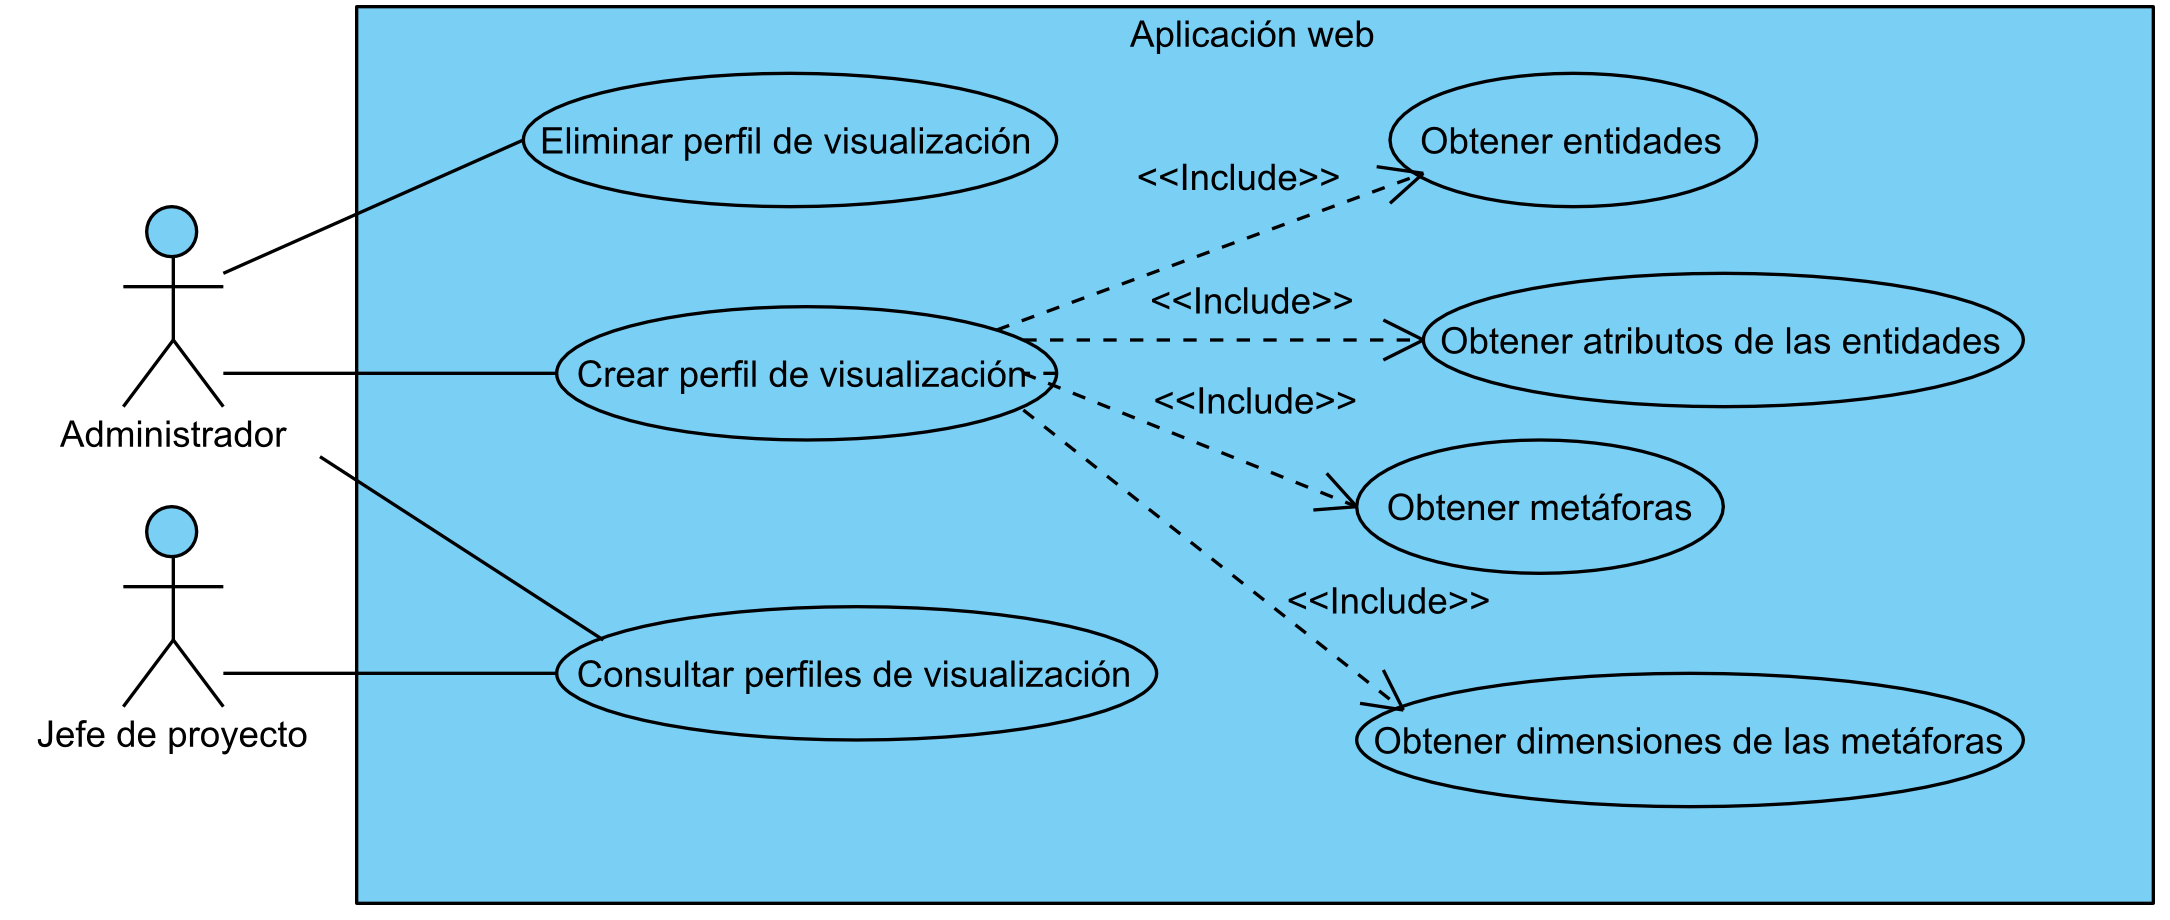 Aplicación web
Eliminar perfil de visualización
Obtener entidades
<<Include>>
<<Include>>
Obtener atributos de las entidades
Crear perfil de visualización
<<Include>>
Administrador
Obtener metáforas
<<Include>>
Consultar perfiles de visualización
Jefe de proyecto
Obtener dimensiones de las metáforas